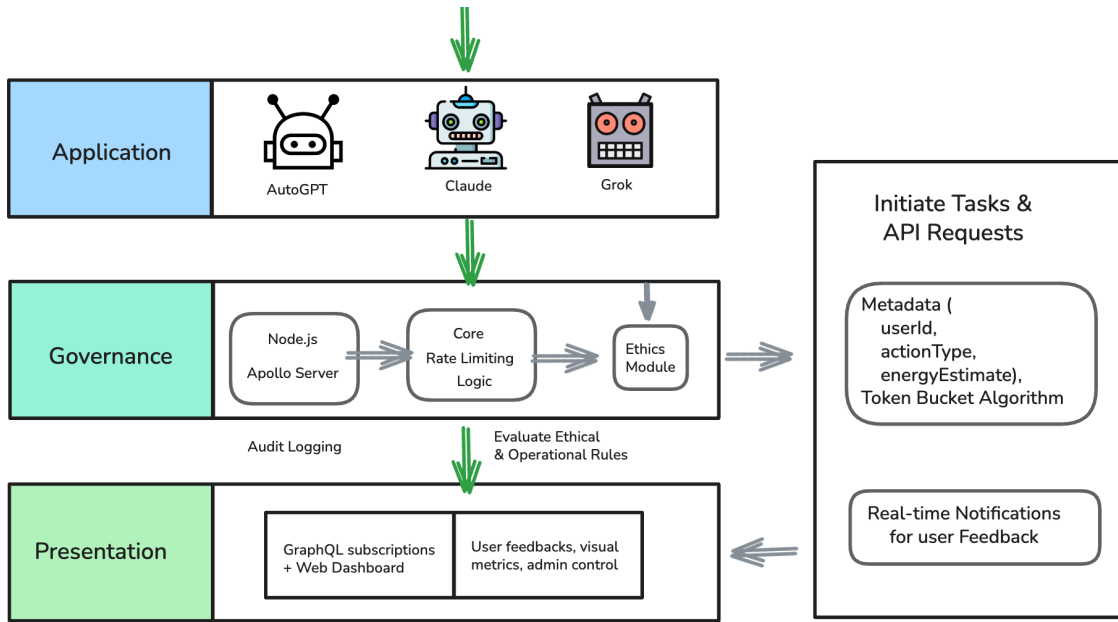 Application
AutoGPT
Claude
Grok
Governance
Node.js
Apollo Server
Core
Rate Limiting
Logic
Ethics
Module
Audit Logging
Evaluate Ethical
& Operational Rules
Presentation
GraphQL subscriptions
+ Web Dashboard
User feedbacks, visual
metrics, admin control
Initiate Tasks &
API Requests
Metadata (
userId,
actionType,
energyEstimate),
Token Bucket Algorithm
Real-time Notifications
for user Feedback